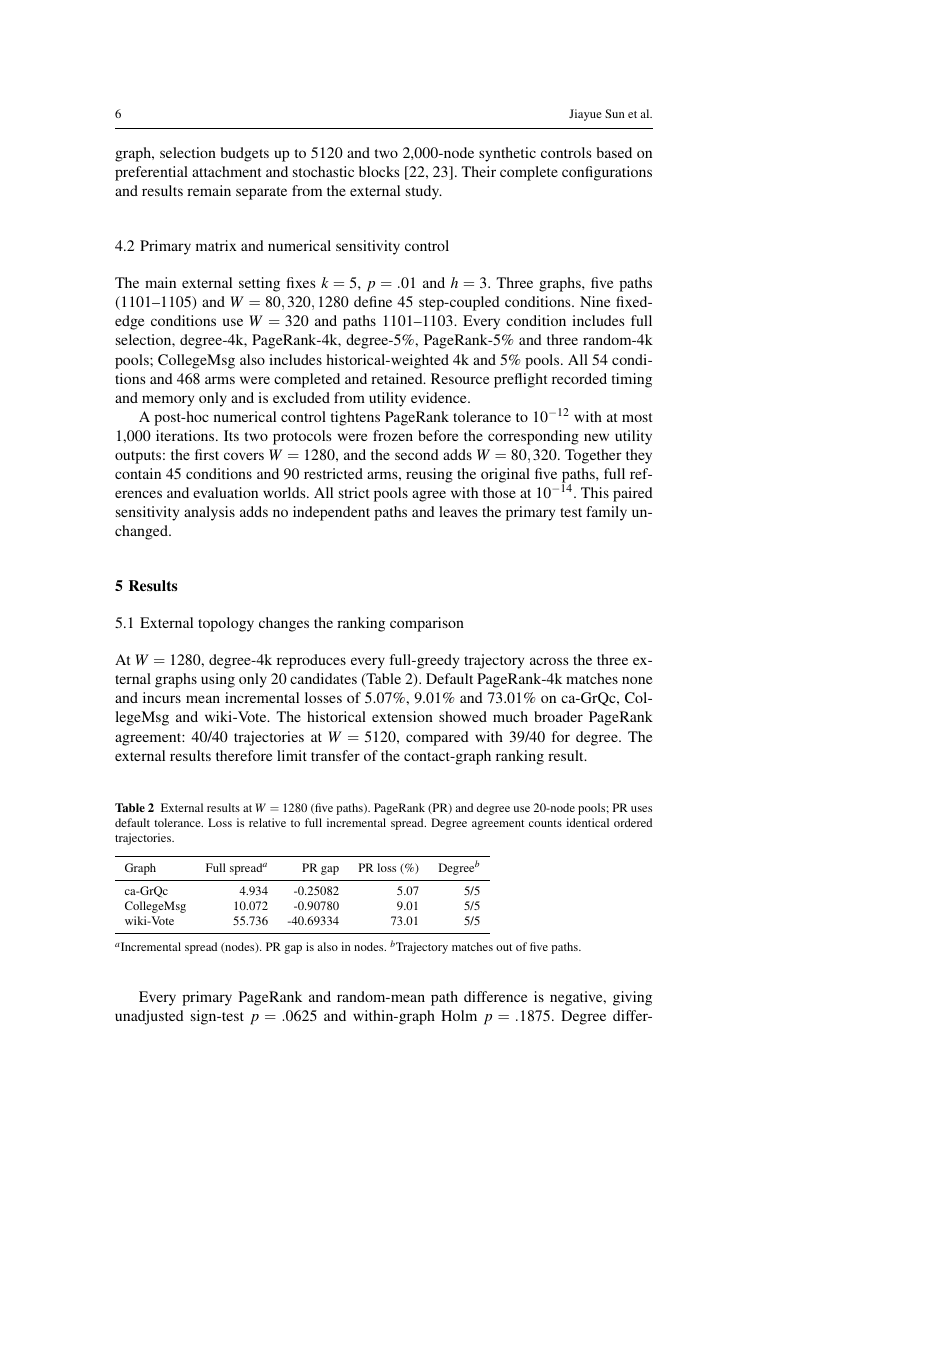 6 Jiayue Sun et al.
graph, selection budgets up to 5120 and two 2,000-node synthetic controls based on
preferential attachment and stochastic blocks [22, 23]. Their complete configurations
and results remain separate from the external study.
4.2 Primary matrix and numerical sensitivity control
The main external setting fixes k = 5, p = .01 and h = 3. Three graphs, five paths
(1101–1105) and W = 80,320,1280 define 45 step-coupled conditions. Nine fixed-
edge conditions use W = 320 and paths 1101–1103. Every condition includes full
selection, degree-4k, PageRank-4k, degree-5%, PageRank-5% and three random-4k
pools; CollegeMsg also includes historical-weighted 4k and 5% pools. All 54 condi-
tions and 468 arms were completed and retained. Resource preflight recorded timing
and memory only and is excluded from utility evidence.
A post-hoc numerical control tightens PageRank tolerance to 10⁻¹² with at most
1,000 iterations. Its two protocols were frozen before the corresponding new utility
outputs: the first covers W = 1280, and the second adds W = 80,320. Together they
contain 45 conditions and 90 restricted arms, reusing the original five paths, full ref-
erences and evaluation worlds. All strict pools agree with those at 10⁻¹⁴. This paired
sensitivity analysis adds no independent paths and leaves the primary test family un-
changed.
5 Results
5.1 External topology changes the ranking comparison
At W = 1280, degree-4k reproduces every full-greedy trajectory across the three ex-
ternal graphs using only 20 candidates (Table 2). Default PageRank-4k matches none
and incurs mean incremental losses of 5.07%, 9.01% and 73.01% on ca-GrQc, Col-
legeMsg and wiki-Vote. The historical extension showed much broader PageRank
agreement: 40/40 trajectories at W = 5120, compared with 39/40 for degree. The
external results therefore limit transfer of the contact-graph ranking result.
Table 2 External results at W = 1280 (five paths). PageRank (PR) and degree use 20-node pools; PR uses
default tolerance. Loss is relative to full incremental spread. Degree agreement counts identical ordered
trajectories.
Graph Full spreadᵃ PR gap PR loss (%) Degreeᵇ
ca-GrQc 4.934 -0.25082 5.07 5/5
CollegeMsg 10.072 -0.90780 9.01 5/5
wiki-Vote 55.736 -40.69334 73.01 5/5
ᵃIncremental spread (nodes). PR gap is also in nodes. ᵇTrajectory matches out of five paths.
Every primary PageRank and random-mean path difference is negative, giving
unadjusted sign-test p = .0625 and within-graph Holm p = .1875. Degree differ-